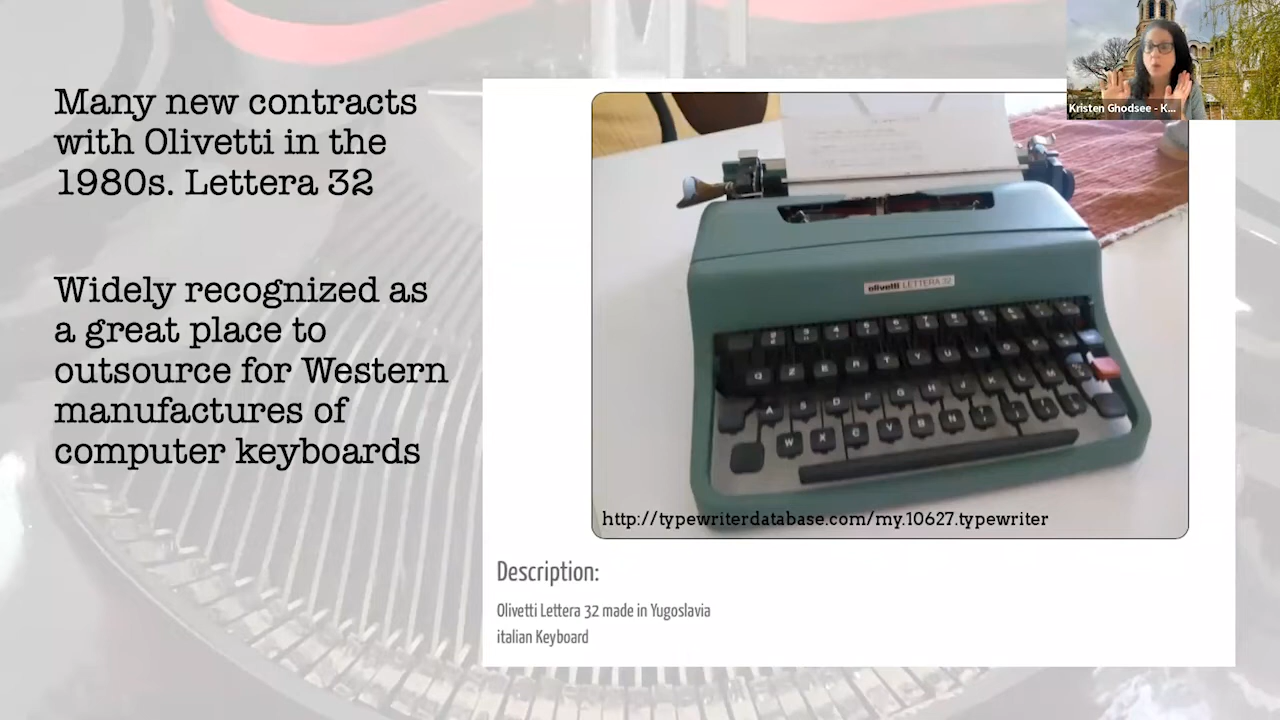 Many new contracts
with Olivetti in the
1980s. Lettera 32
Widely recognized as
a great place to
outsource for Western
manufactures of
computer keyboards
Kristen Ghodsee - K...
olivetti LETTERA 32
http://typewriterdatabase.com/my.10627.typewriter
Description:
Olivetti Lettera 32 made in Yugoslavia
italian Keyboard